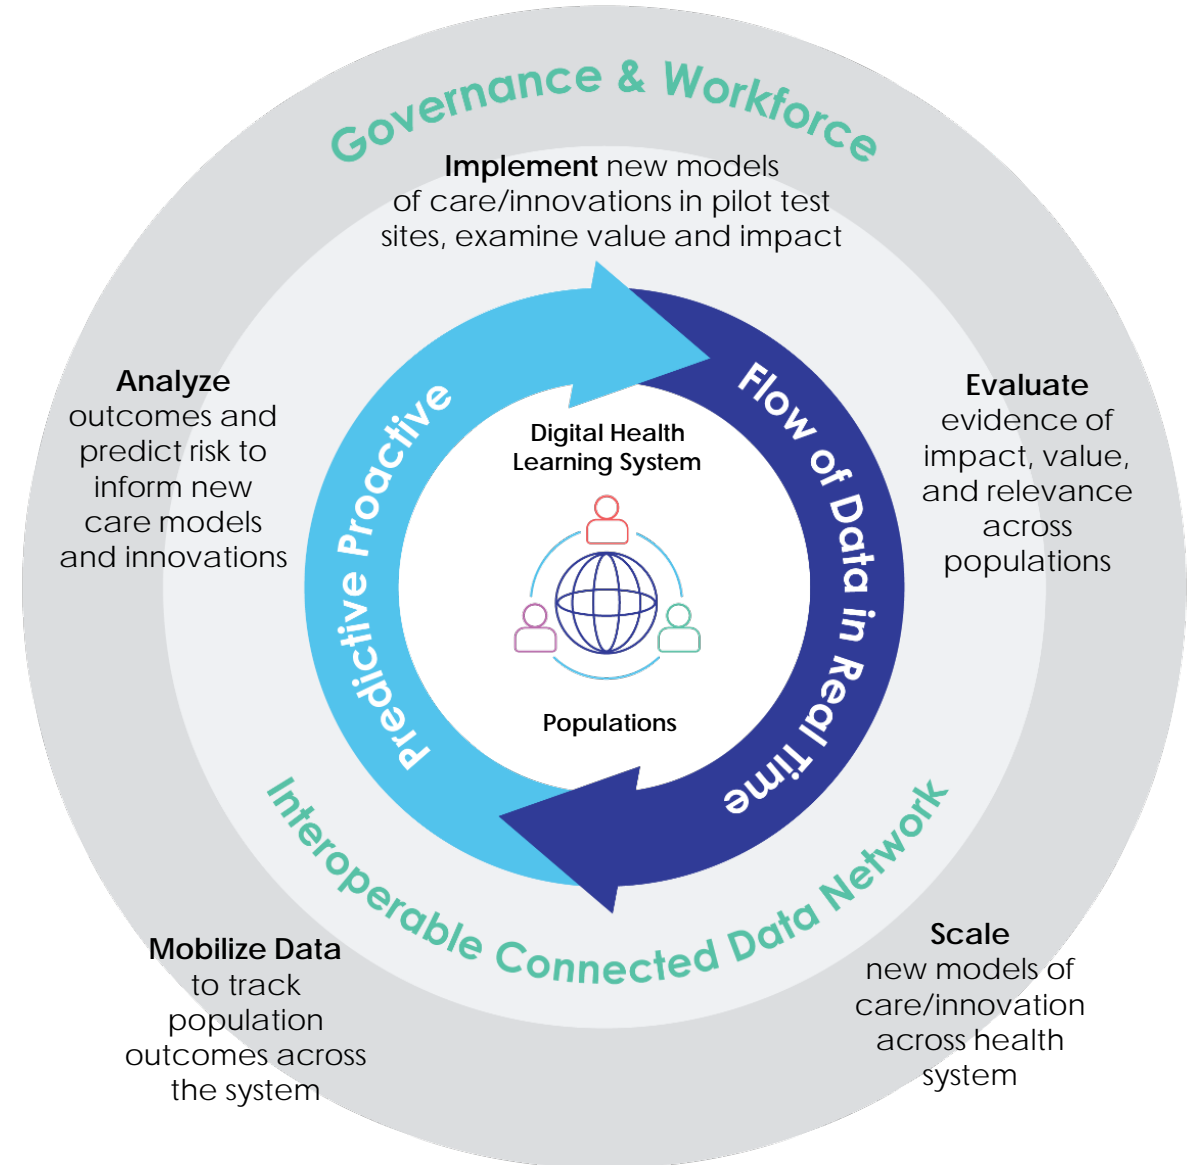 Governance & Workforce
Implement new models
of care/innovations in pilot test
sites, examine value and impact
Analyze
outcomes and
predict risk to
inform new
care models
and innovations
Predictive Proactive
Digital Health
Learning System
Populations
Flow of Data in Real Time
Evaluate
evidence of
impact, value,
and relevance
across
populations
Interoperable Connected Data Network
Mobilize Data
to track
population
outcomes across
the system
Scale
new models of
care/innovation
across health
system